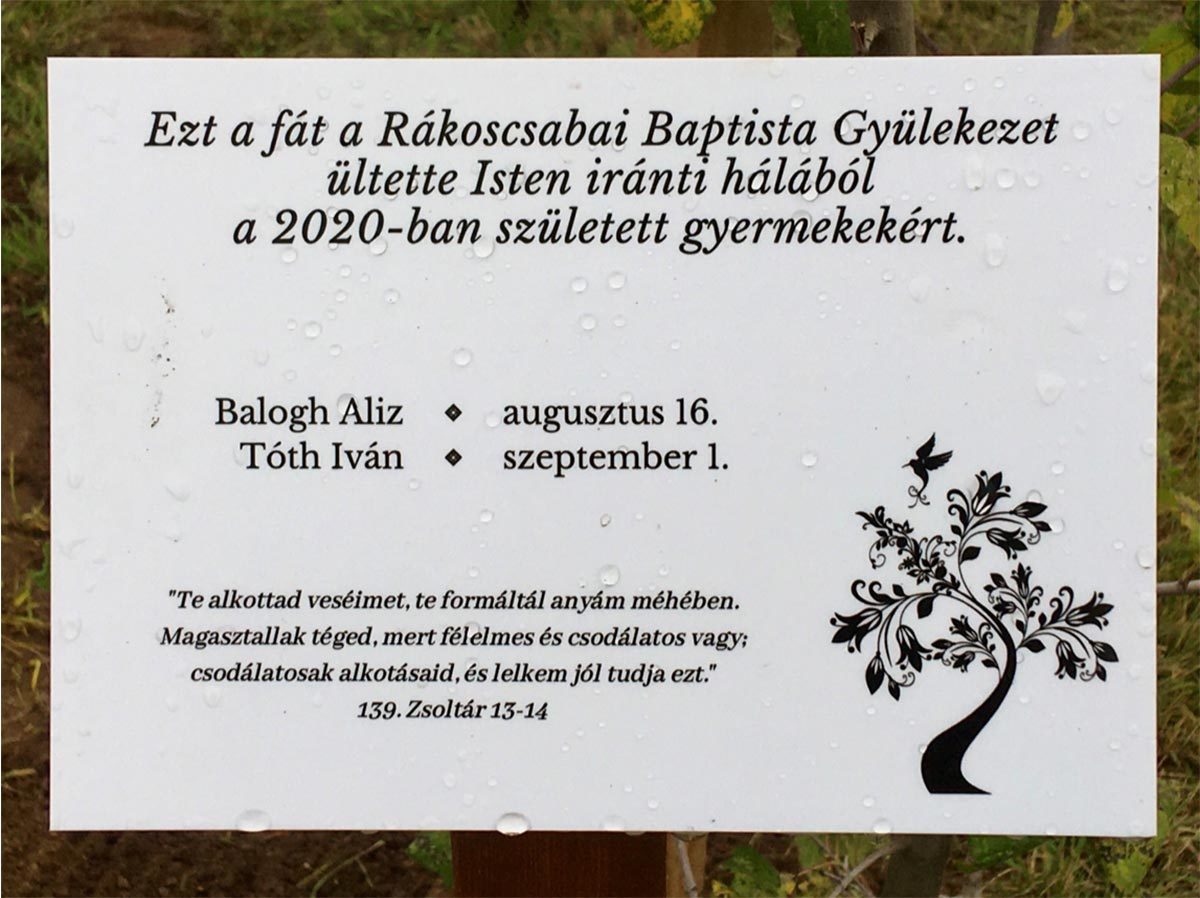 Ezt a fát a Rákoscsabai Baptista Gyülekezet
ültette Isten iránti hálából
a 2020-ban született gyermekekért.
Balogh Aliz ◆ augusztus 16.
Tóth Iván ◆ szeptember 1.
"Te alkottad veséimet, te formáltál anyám méhében.
Magasztallak téged, mert félelmes és csodálatos vagy;
csodálatosak alkotásaid, és lelkem jól tudja ezt."
139. Zsoltár 13-14